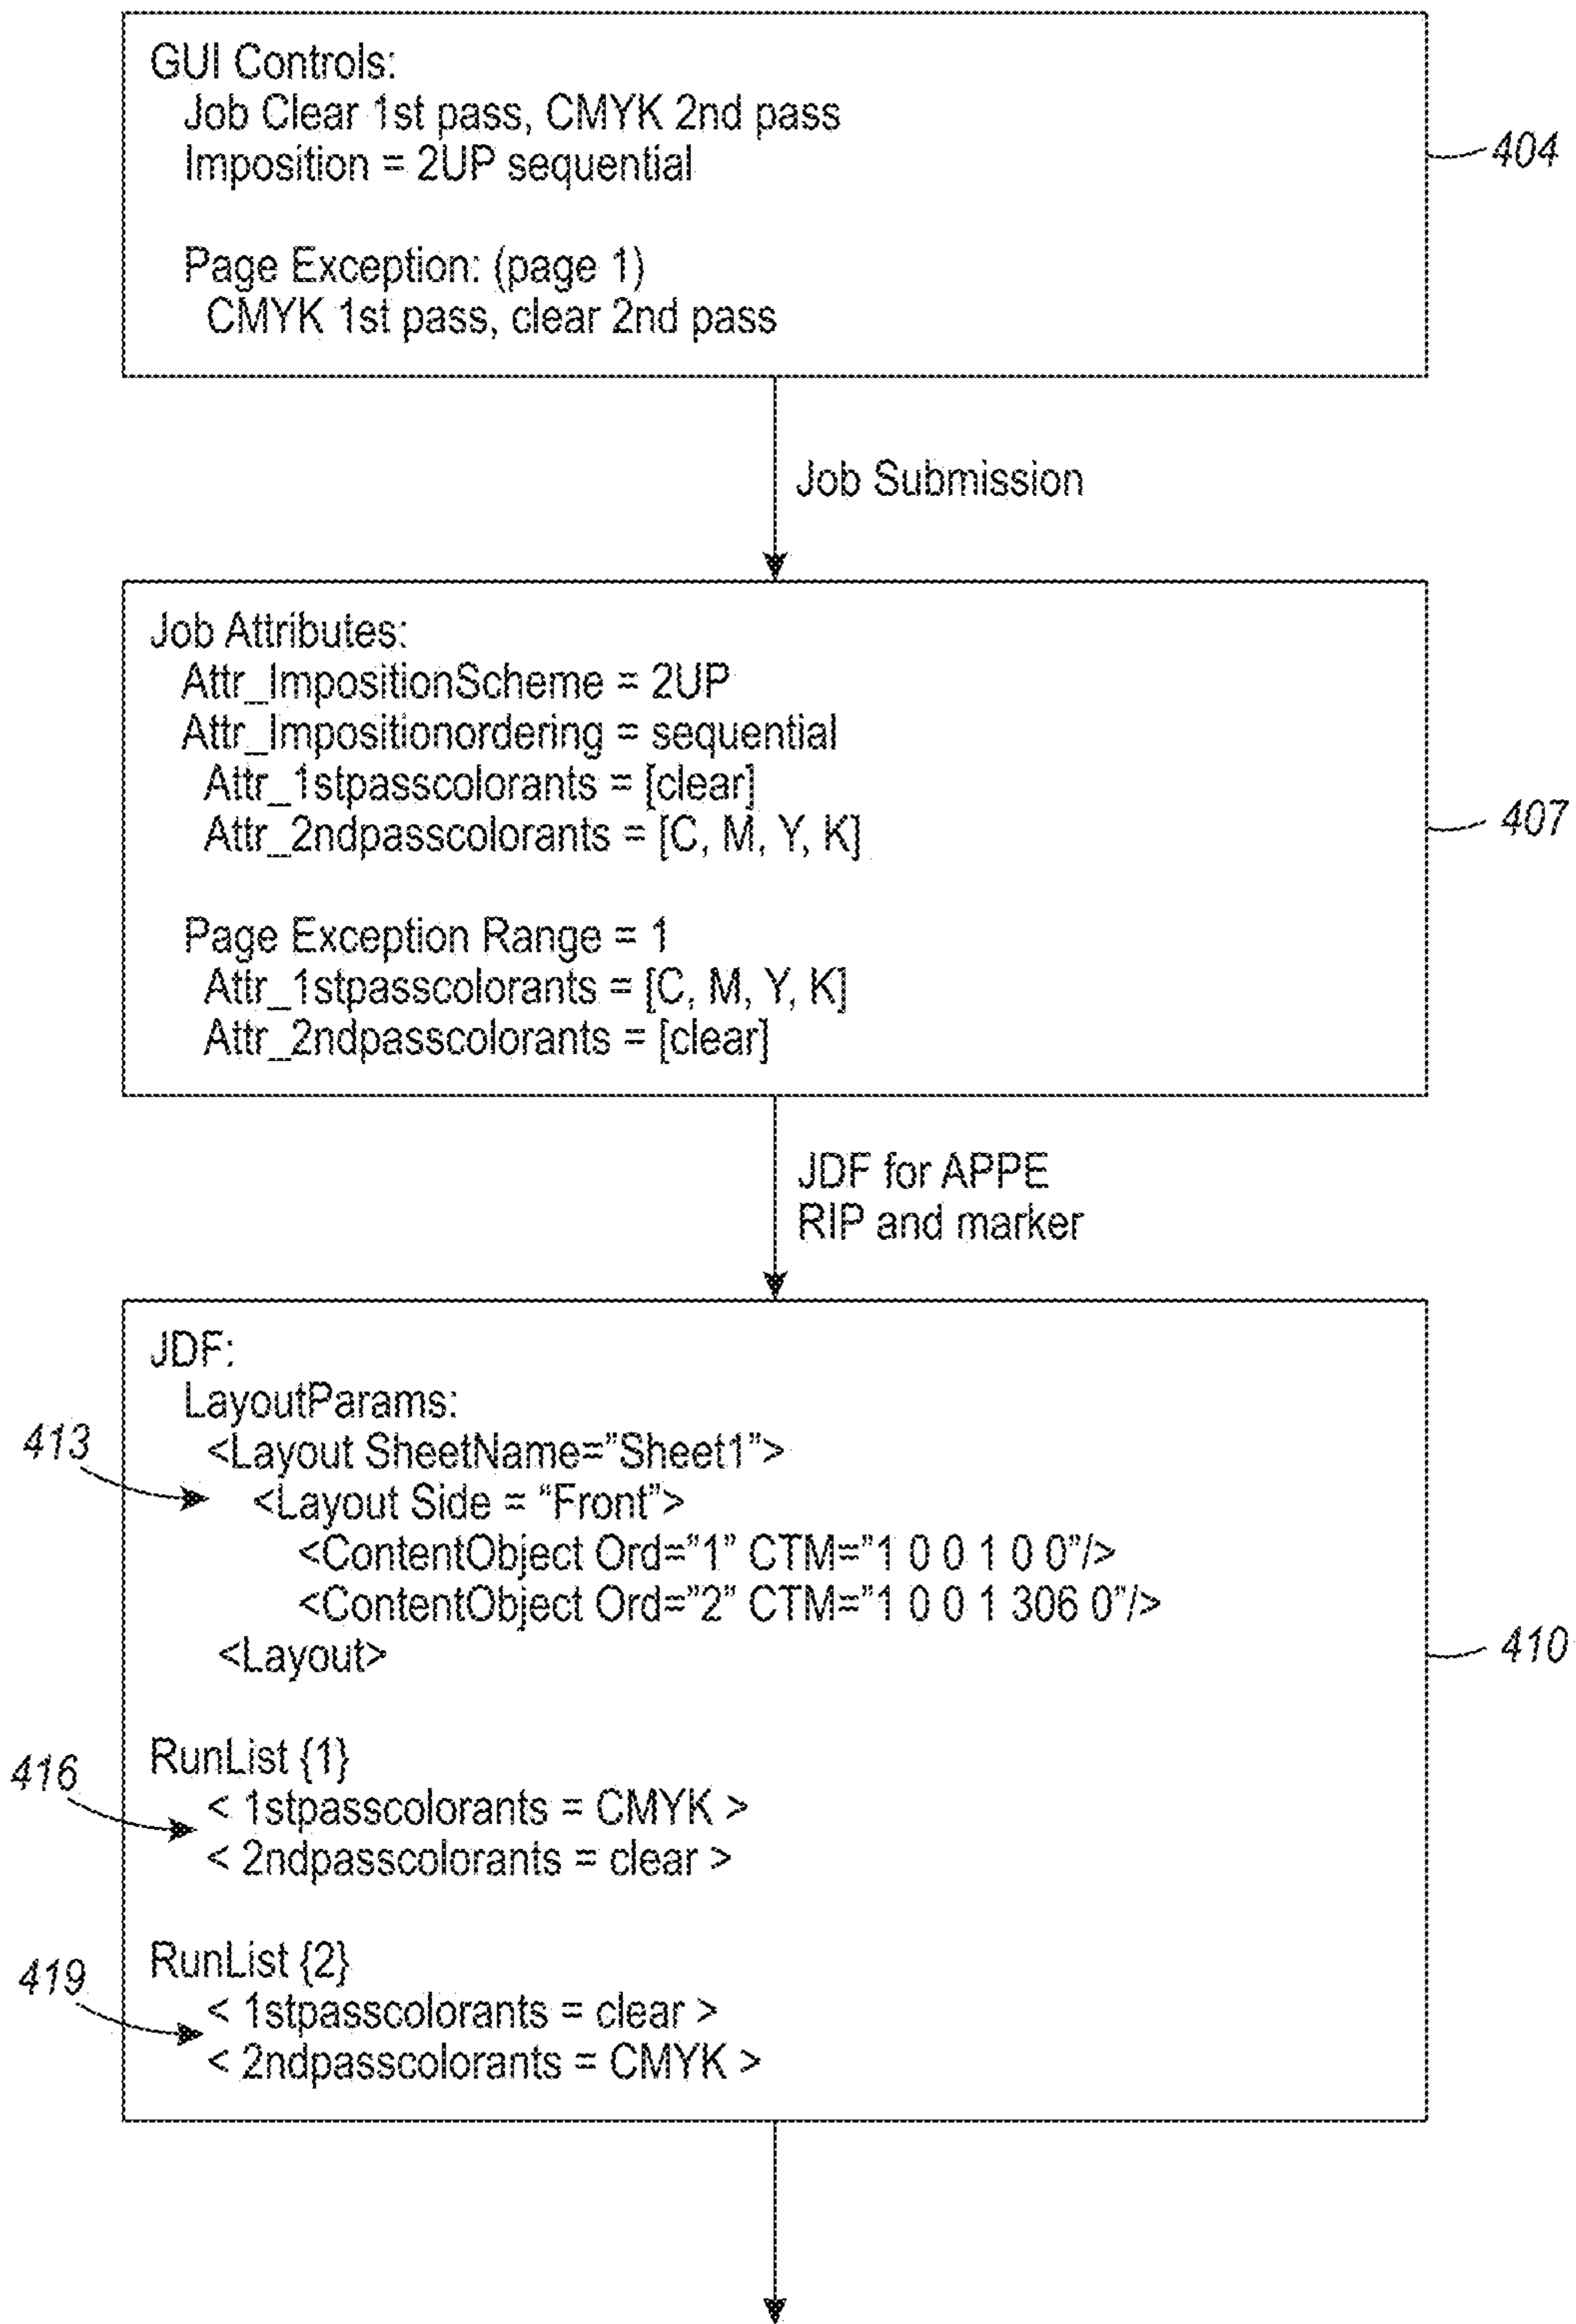 GUI Controls:
Job Clear 1st pass, CMYK 2nd pass
Imposition = 2UP sequential
404
Page Exception: (page 1)
CMYK 1st pass, clear 2nd pass
Job Submission
Job Attributes:
Attr_ImpositionScheme = 2UP
Attr_Impositionordering = sequential
Attr_1stpasscolorants = [clear]
Attr_2ndpasscolorants = [C, M, Y, K]
407
Page Exception Range = 1
Attr_1stpasscolorants = [C, M, Y, K]
Attr_2ndpasscolorants = [clear]
JDF for APPE
RIP and marker
JDF:
LayoutParams:
413
<Layout SheetName=”Sheet1”>
<Layout Side = “Front”>
<ContentObject Ord=”1” CTM=”1 0 0 1 0 0”/>
<ContentObject Ord=”2” CTM=”1 0 0 1 306 0”/>
<Layout>
410
RunList {1}
416
< 1stpasscolorants = CMYK >
< 2ndpasscolorants = clear >
RunList {2}
419
< 1stpasscolorants = clear >
< 2ndpasscolorants = CMYK >